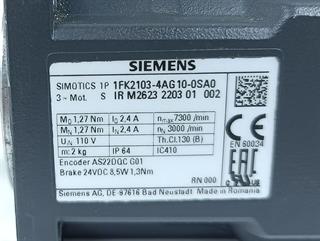 SIEMENS
SIMOTICS 1P 1FK2103-4AG10-0SA0
3~ Mot. S IR M2623 2203 01 002
M₀ 1,27 Nm I₀ 2,4 A nmax 7300 /min
MN 1,27 Nm IN 2,4 A nN 3000 /min
UIN 110 V Th.Cl.130 (B)
m: 2 kg IP 64 IC410
Encoder AS22DQC G01
Brake 24VDC 8,5W 1,3Nm
EN 60034
RN 000
Siemens AG, DE-97616 Bad Neustadt Made in Romania